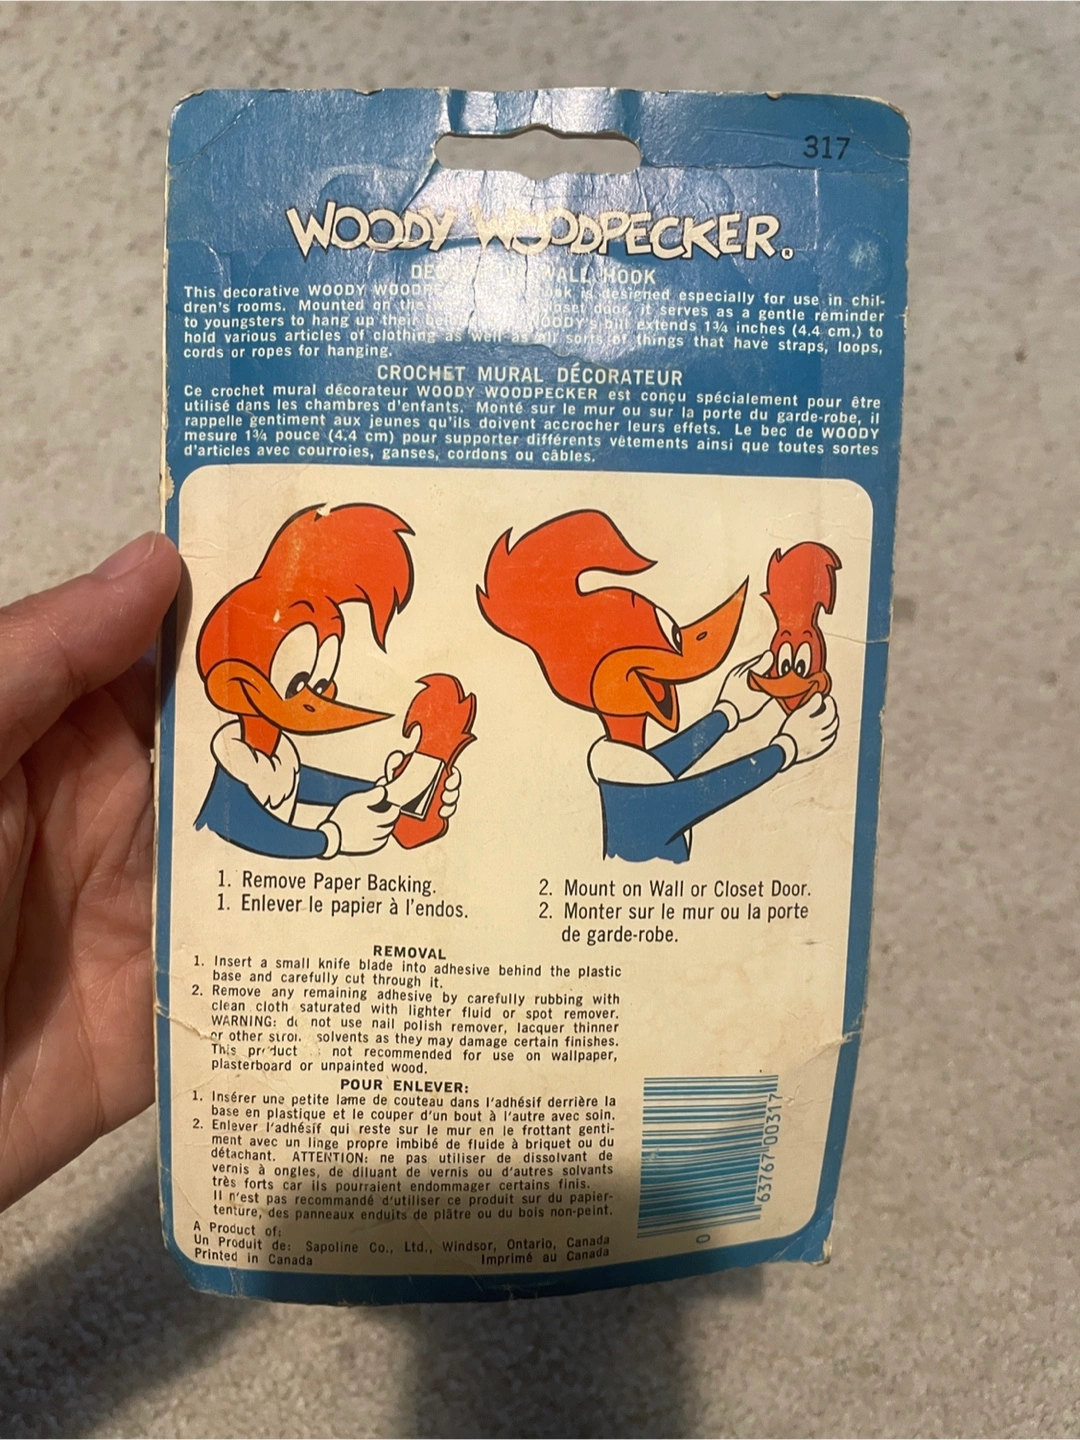 317
WOODY WOODPECKER®
WALL HOOK
This decorative WOODY is designed especially for use in chil-
dren's rooms. Mounted on the closet door, it serves as a gentle reminder
to youngsters to hang up their WOODY'S bill extends 1¾ inches (4.4 cm.) to
hold various articles of clothing as well as all sorts of things that have straps, loops,
cords or ropes for hanging.
CROCHET MURAL DÉCORATEUR
Ce crochet mural décorateur WOODY WOODPECKER est conçu spécialement pour être
utilisé dans les chambres d'enfants. Monté sur le mur ou sur la porte du garde-robe, il
rappelle gentiment aux jeunes qu'ils doivent accrocher leurs effets. Le bec de WOODY
mesure 1¾ pouce (4.4 cm) pour supporter différents vêtements ainsi que toutes sortes
d'articles avec courroies, ganses, cordons ou câbles.
1. Remove Paper Backing.
1. Enlever le papier à l'endos.
2. Mount on Wall or Closet Door.
2. Monter sur le mur ou la porte
de garde-robe.
REMOVAL
1. Insert a small knife blade into adhesive behind the plastic
base and carefully cut through it.
2. Remove any remaining adhesive by carefully rubbing with
clean cloth saturated with lighter fluid or spot remover.
WARNING: do not use nail polish remover, lacquer thinner
or other solvents as they may damage certain finishes.
This product not recommended for use on wallpaper,
plasterboard or unpainted wood.
POUR ENLEVER:
1. Insérer une petite lame de couteau dans l'adhésif derrière la
base en plastique et le couper d'un bout à l'autre avec soin.
2. Enlever l'adhésif qui reste sur le mur en le frottant genti-
ment avec un linge propre imbibé de fluide à briquet ou du
détachant. ATTENTION: ne pas utiliser de dissolvant de
vernis à ongles, de diluant de vernis ou d'autres solvants
très forts car ils pourraient endommager certains finis.
Il n'est pas recommandé d'utiliser ce produit sur du papier-
tenture, des panneaux enduits de plâtre ou du bois non-peint.
A Product of:
Un Produit de: Sapoline Co., Ltd., Windsor, Ontario, Canada
Printed in Canada Imprimé au Canada
0 63767 00317